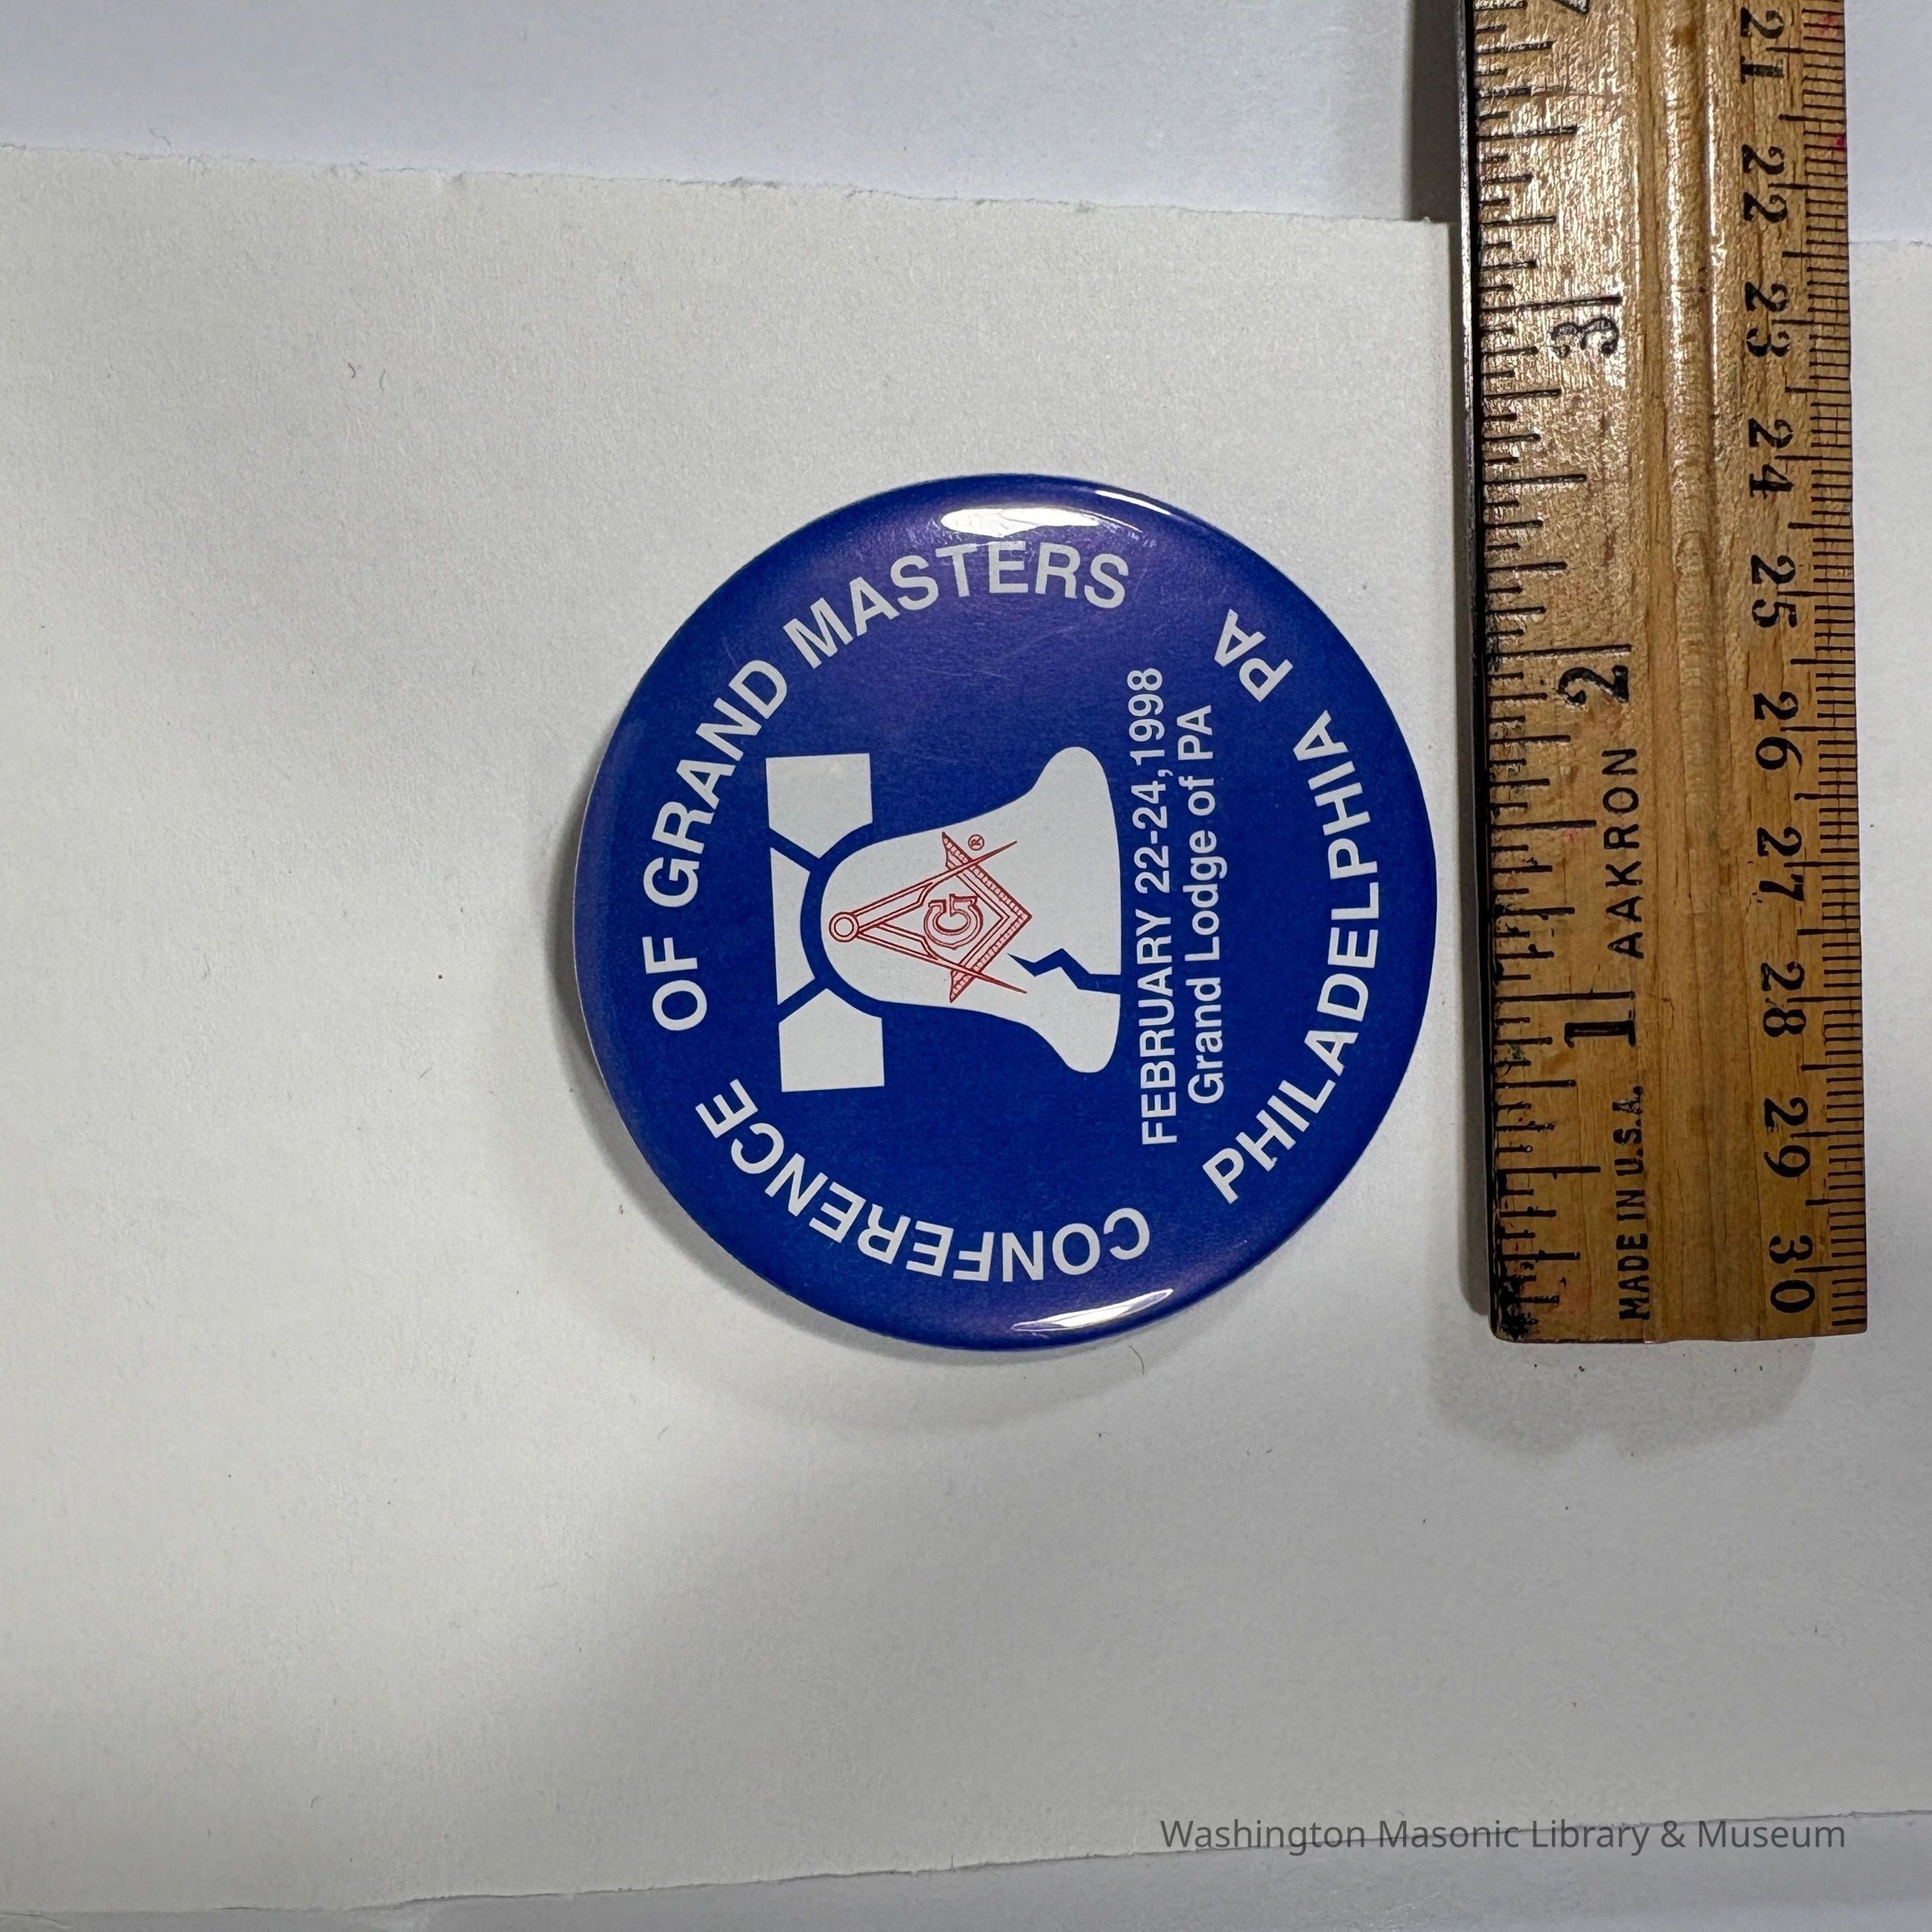 CONFERENCE OF GRAND MASTERS
G
®
FEBRUARY 22-24,1998
Grand Lodge of PA
PHILADELPHIA PA
1 2 3
MADE IN U.S.A. AAKRON
21 22 23 24 25 26 27 28 29 30
Washington Masonic Library & Museum